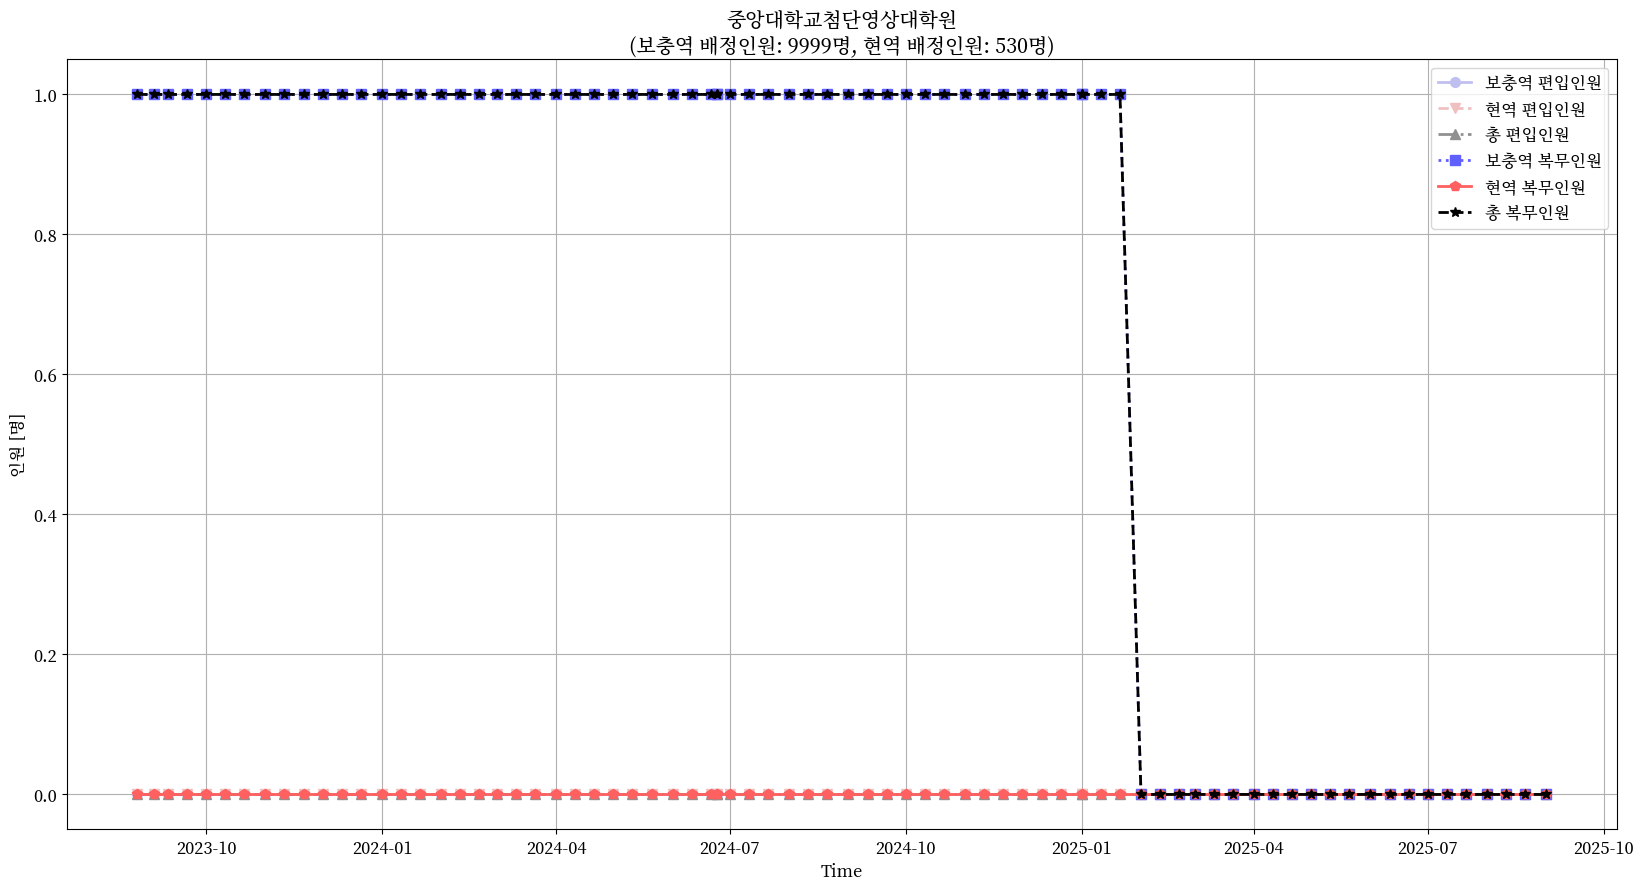 중앙대학교첨단영상대학원
(보충역 배정인원: 9999명, 현역 배정인원: 530명)
보충역 편입인원
현역 편입인원
총 편입인원
보충역 복무인원
현역 복무인원
총 복무인원
인원 [명]
1.0
0.8
0.6
0.4
0.2
0.0
2023-10 2024-01 2024-04 2024-07 2024-10 2025-01 2025-04 2025-07 2025-10
Time